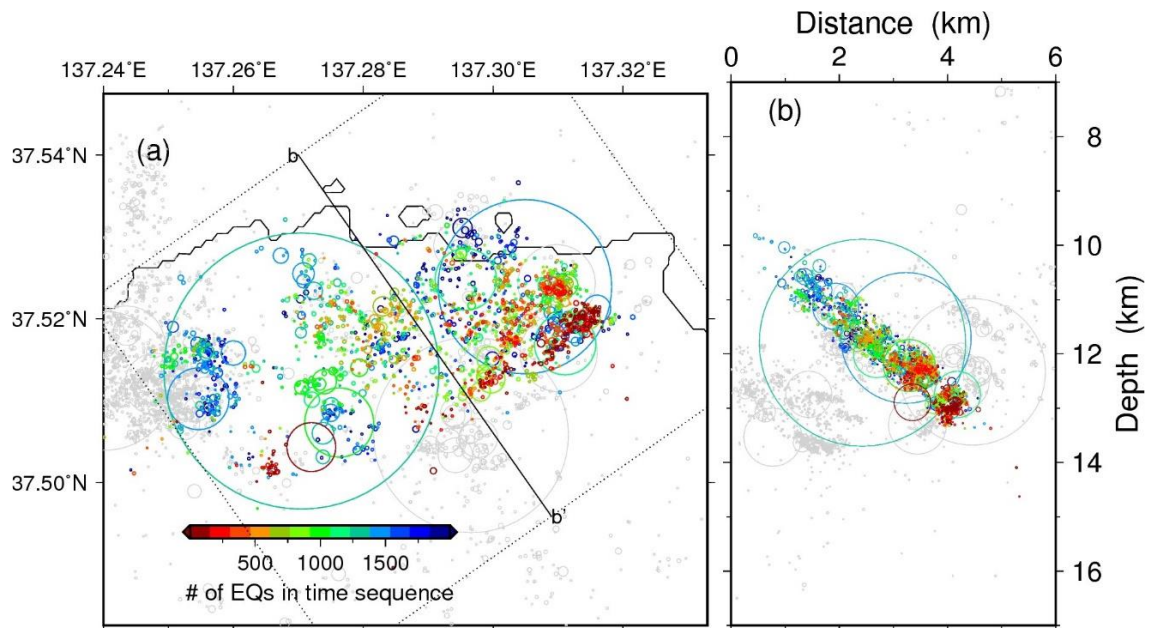 Distance (km)
137.24˚E 137.26˚E 137.28˚E 137.30˚E 137.32˚E
0 2 4 6
(a)
(b)
b
b'
37.54˚N
37.52˚N
37.50˚N
8
10
12
14
16
Depth (km)
500 1000 1500
# of EQs in time sequence